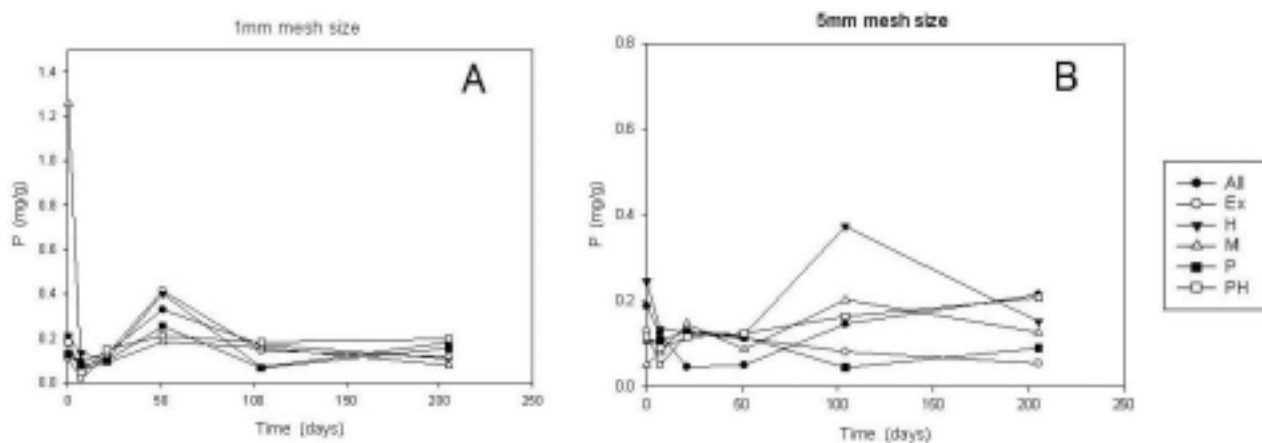 1mm mesh size
A
1.4
1.2
1.0
0.8
0.6
0.4
0.2
0.0
P (mg/g)
0 50 100 150 200 250
Time (days)
5mm mesh size
B
0.8
0.6
0.4
0.2
0.0
P (mg/g)
0 50 100 150 200 250
Time (days)
All
Ex
H
M
P
PH